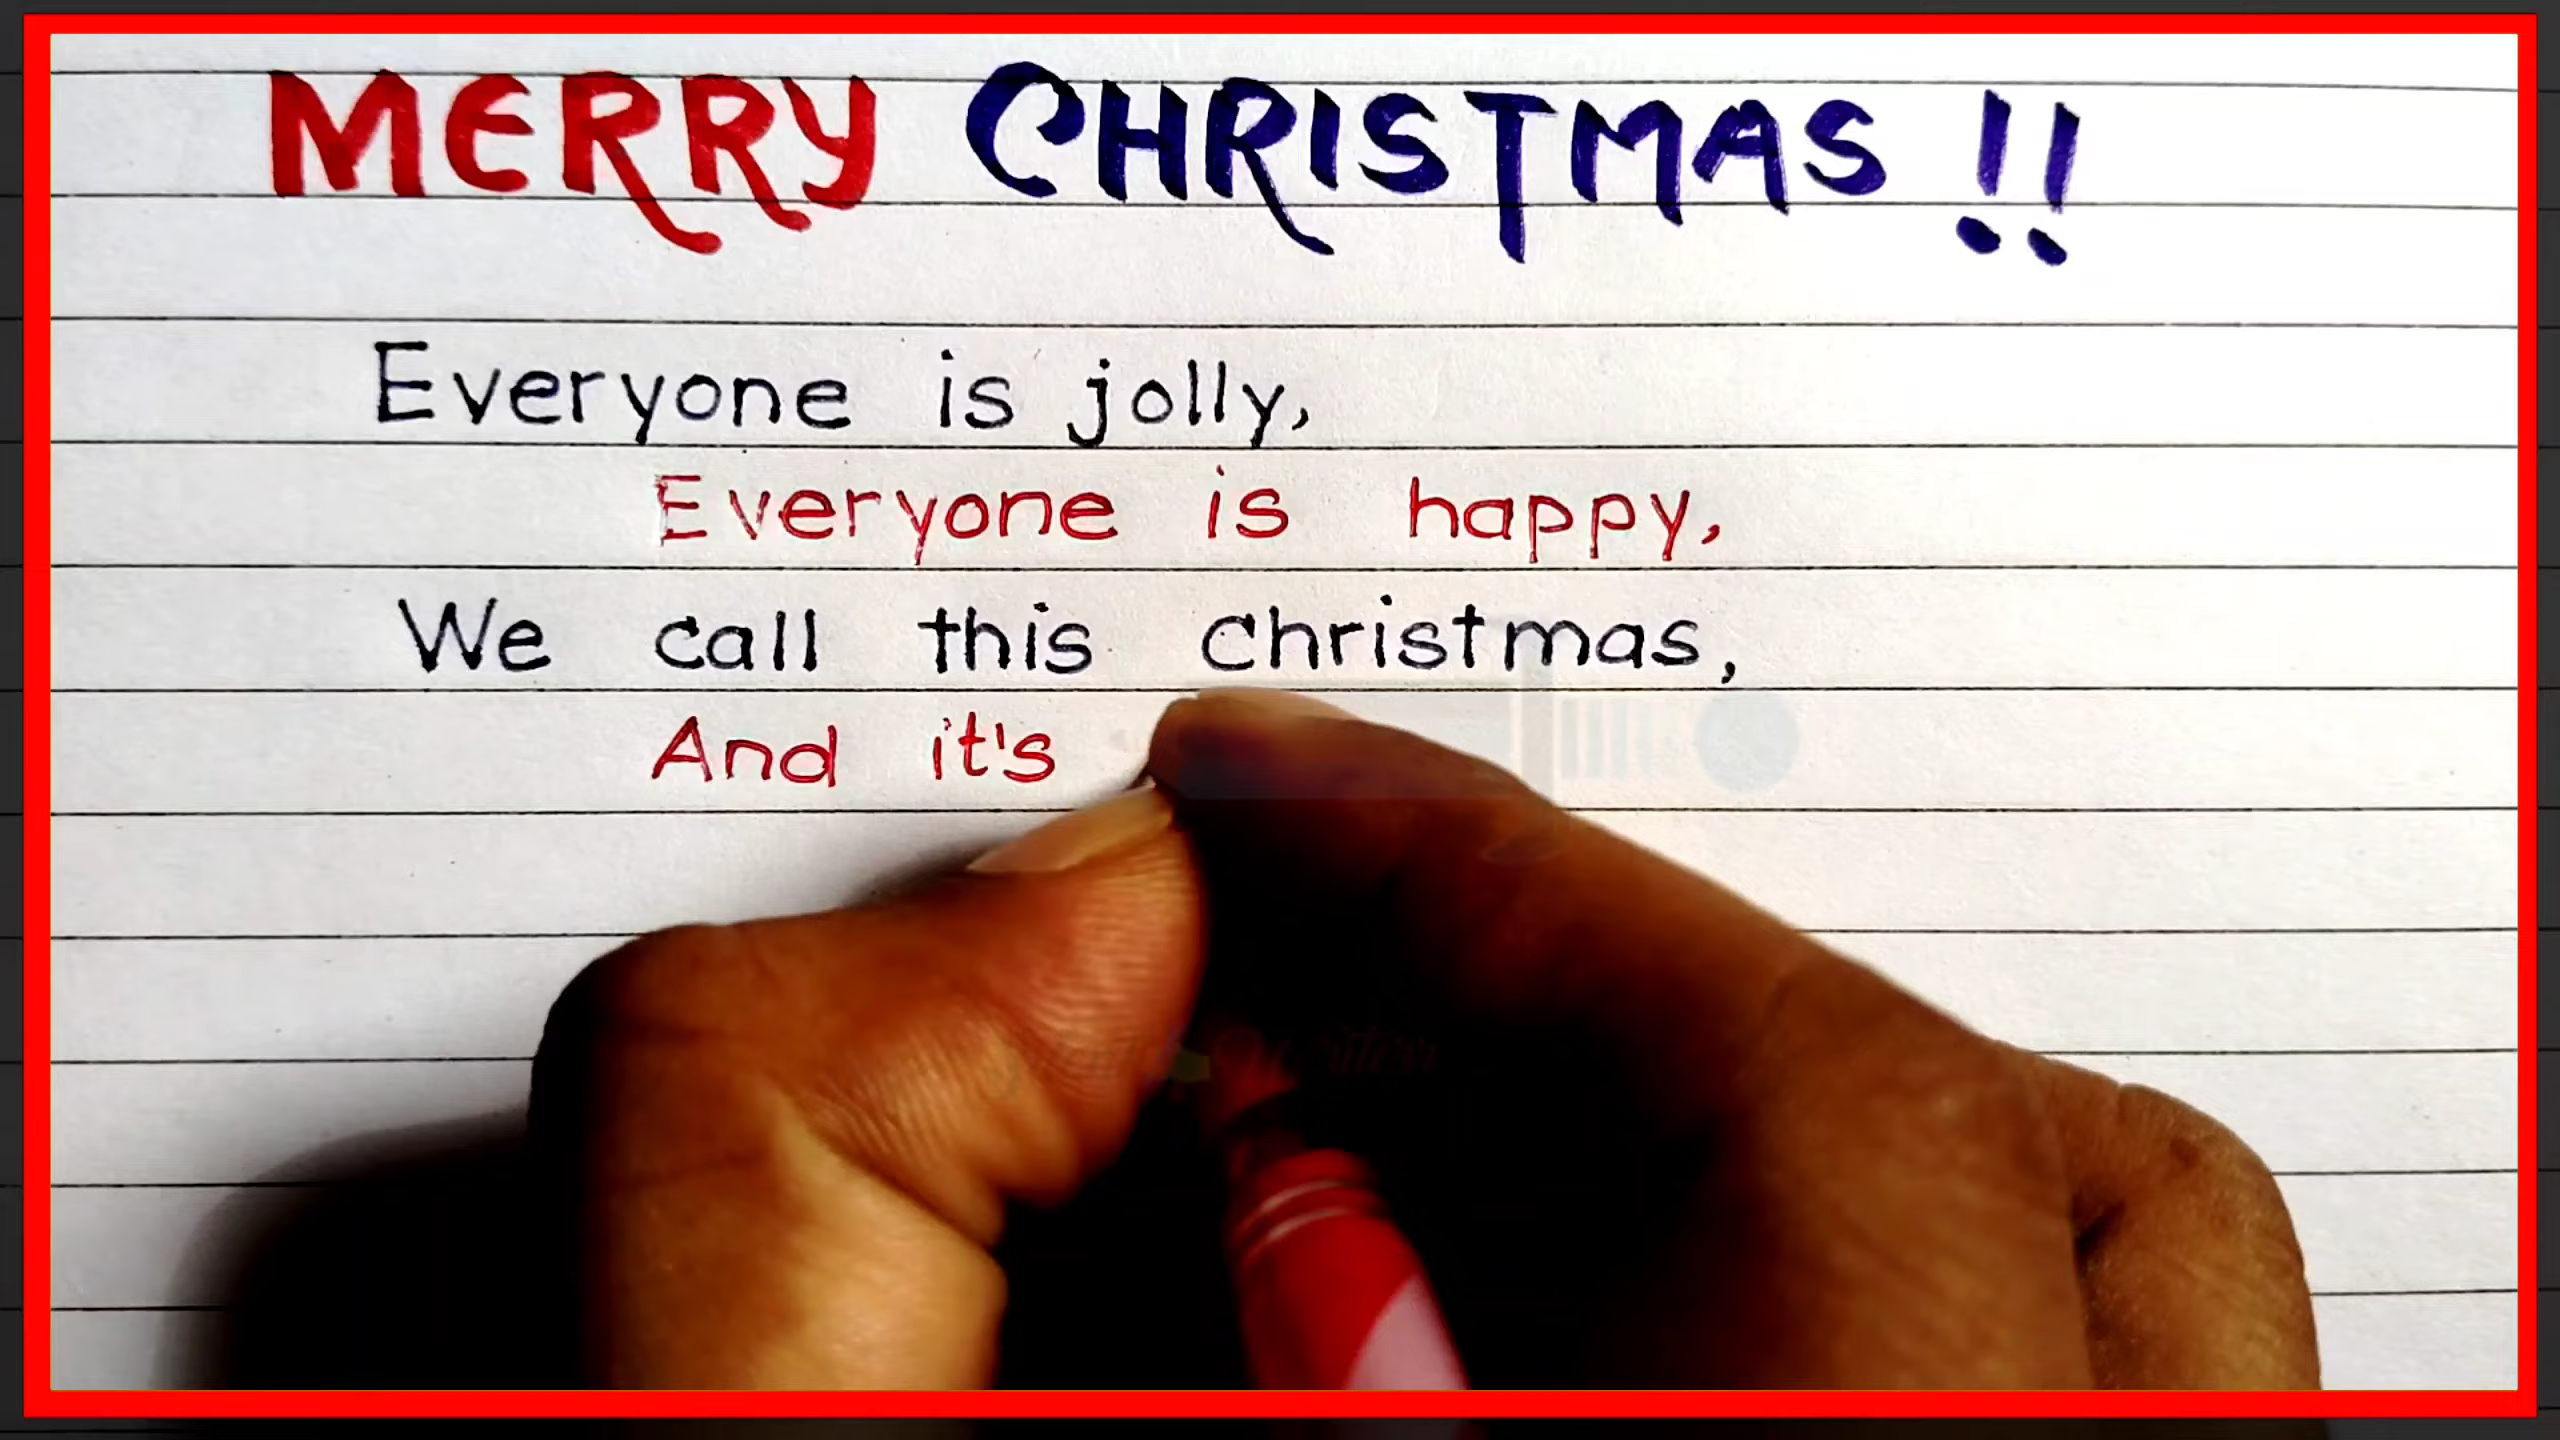 MERRY CHRISTMAS !!
Everyone is jolly,
Everyone is happy,
We call this christmas,
And it's